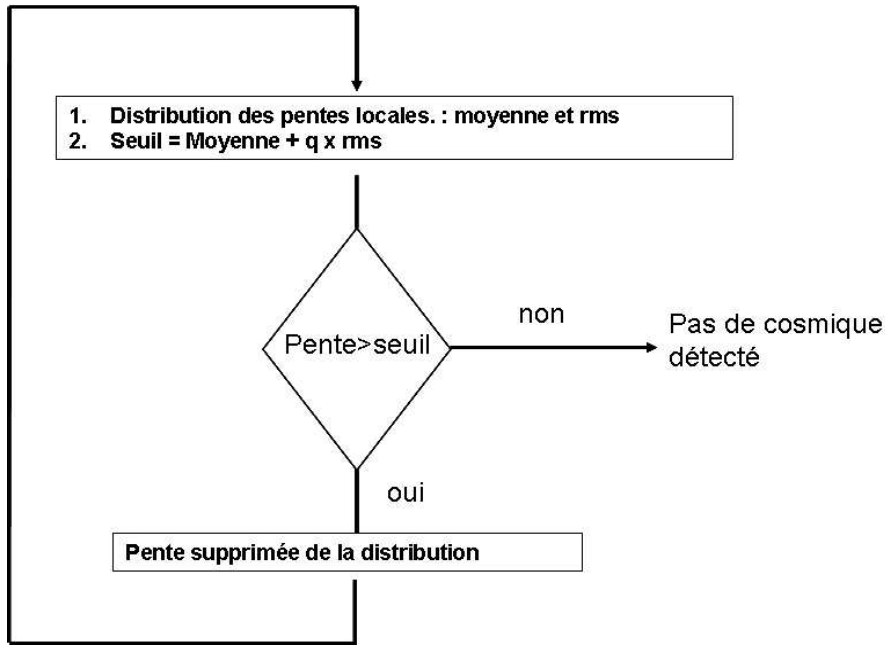 1. Distribution des pentes locales. : moyenne et rms
2. Seuil = Moyenne + q x rms
Pente>seuil
non
Pas de cosmique
détecté
oui
Pente supprimée de la distribution